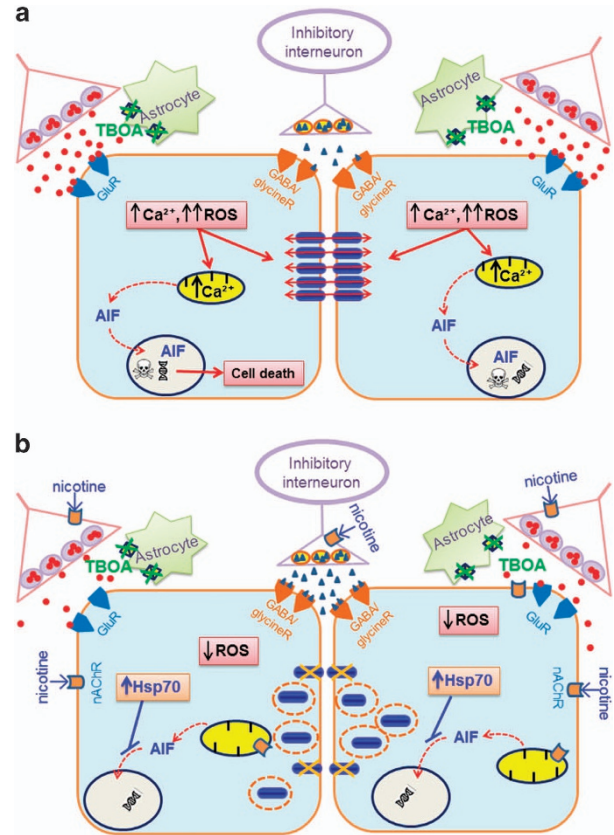 a
Inhibitory
interneuron
Astrocyte
TBOA
Astrocyte
TBOA
GluR
GABA/
glycineR
GABA/
glycineR
GluR
↑Ca²⁺, ↑↑ROS
↑Ca²⁺, ↑↑ROS
↑Ca²⁺
↑Ca²⁺
AIF
AIF
AIF
AIF
Cell death
b
nicotine
Inhibitory
interneuron
nicotine
nicotine
Astrocyte
TBOA
Astrocyte
TBOA
GluR
GABA/
glycineR
GABA/
glycineR
GluR
↓ROS
↓ROS
nicotine
nAChR
nAChR
nicotine
↑Hsp70
↑Hsp70
AIF
AIF